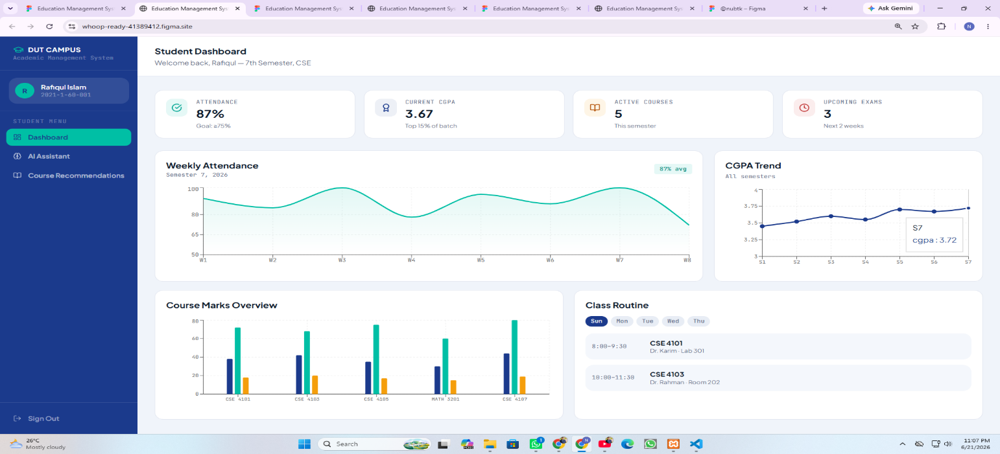 Education Management Sys
Education Management Sys
Education Management Sys
Education Management Sys
Education Management Sys
Education Management Sys
@nubtk – Figma
Ask Gemini
whoop-ready-41389412.figma.site
N
DUT CAMPUS
Academic Management System
R
Rafiqul Islam
2021-1-60-001
STUDENT MENU
Dashboard
AI Assistant
Course Recommendations
Sign Out
Student Dashboard
Welcome back, Rafiqul — 7th Semester, CSE
ATTENDANCE
87%
Goal: ≥75%
CURRENT CGPA
3.67
Top 15% of batch
ACTIVE COURSES
5
This semester
UPCOMING EXAMS
3
Next 2 weeks
Weekly Attendance
Semester 7, 2026
87% avg
100
80
65
50
W1 W2 W3 W4 W5 W6 W7 W8
CGPA Trend
All semesters
4
3.75
3.5
3.25
3
S7
cgpa : 3.72
S1 S2 S3 S4 S5 S6 S7
Course Marks Overview
80
60
40
20
0
CSE 4101 CSE 4103 CSE 4105 MATH 3201 CSE 4107
Class Routine
Sun Mon Tue Wed Thu
8:00–9:30
CSE 4101
Dr. Karim · Lab 301
10:00–11:30
CSE 4103
Dr. Rahman · Room 202
26°C
Mostly cloudy
Search
M365
1
N
11:07 PM
6/21/2026